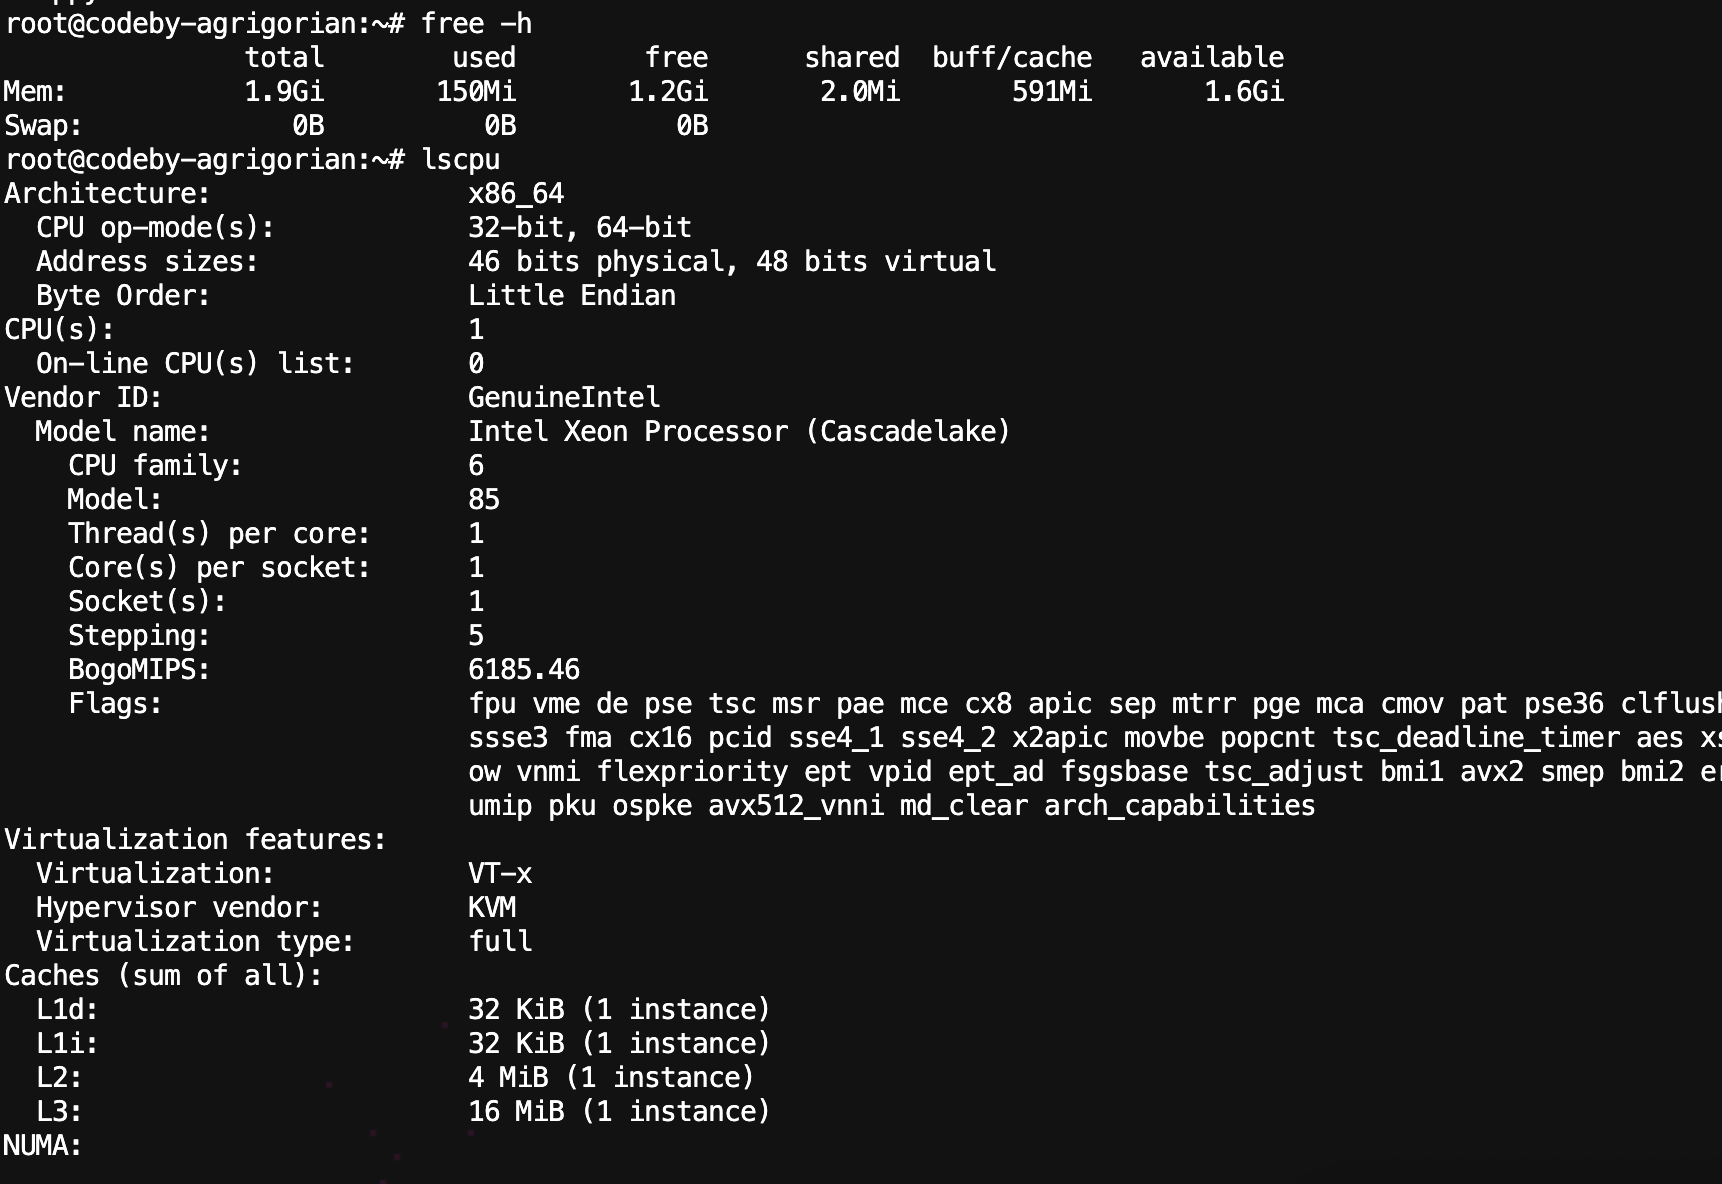 root@codeby-agrigorian:~# free -h
total used free shared buff/cache available
Mem: 1.9Gi 150Mi 1.2Gi 2.0Mi 591Mi 1.6Gi
Swap: 0B 0B 0B
root@codeby-agrigorian:~# lscpu
Architecture: x86_64
CPU op-mode(s): 32-bit, 64-bit
Address sizes: 46 bits physical, 48 bits virtual
Byte Order: Little Endian
CPU(s): 1
On-line CPU(s) list: 0
Vendor ID: GenuineIntel
Model name: Intel Xeon Processor (Cascadelake)
CPU family: 6
Model: 85
Thread(s) per core: 1
Core(s) per socket: 1
Socket(s): 1
Stepping: 5
BogoMIPS: 6185.46
Flags: fpu vme de pse tsc msr pae mce cx8 apic sep mtrr pge mca cmov pat pse36 clflush
ssse3 fma cx16 pcid sse4_1 sse4_2 x2apic movbe popcnt tsc_deadline_timer aes xs
ow vnmi flexpriority ept vpid ept_ad fsgsbase tsc_adjust bmi1 avx2 smep bmi2 er
umip pku ospke avx512_vnni md_clear arch_capabilities
Virtualization features:
Virtualization: VT-x
Hypervisor vendor: KVM
Virtualization type: full
Caches (sum of all):
L1d: 32 KiB (1 instance)
L1i: 32 KiB (1 instance)
L2: 4 MiB (1 instance)
L3: 16 MiB (1 instance)
NUMA: